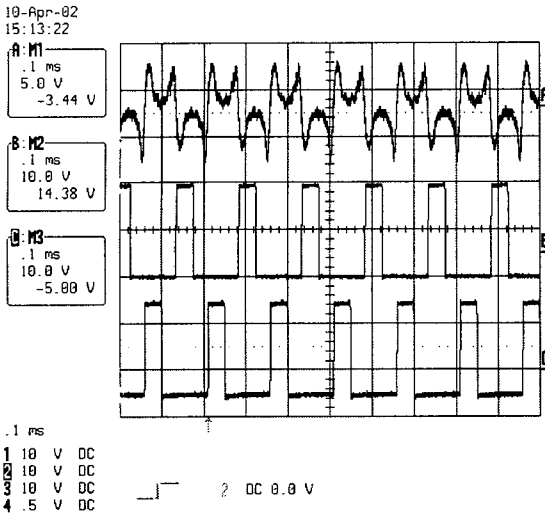 10-Apr-02
15:13:22
A:M1
.1 ms
5.0 V
-3.44 V
B:M2
.1 ms
10.0 V
14.38 V
:M3
.1 ms
10.0 V
-5.00 V
.1 ms
1 10 V DC
2 10 V DC
3 10 V DC
4 .5 V DC
2 DC 0.0 V